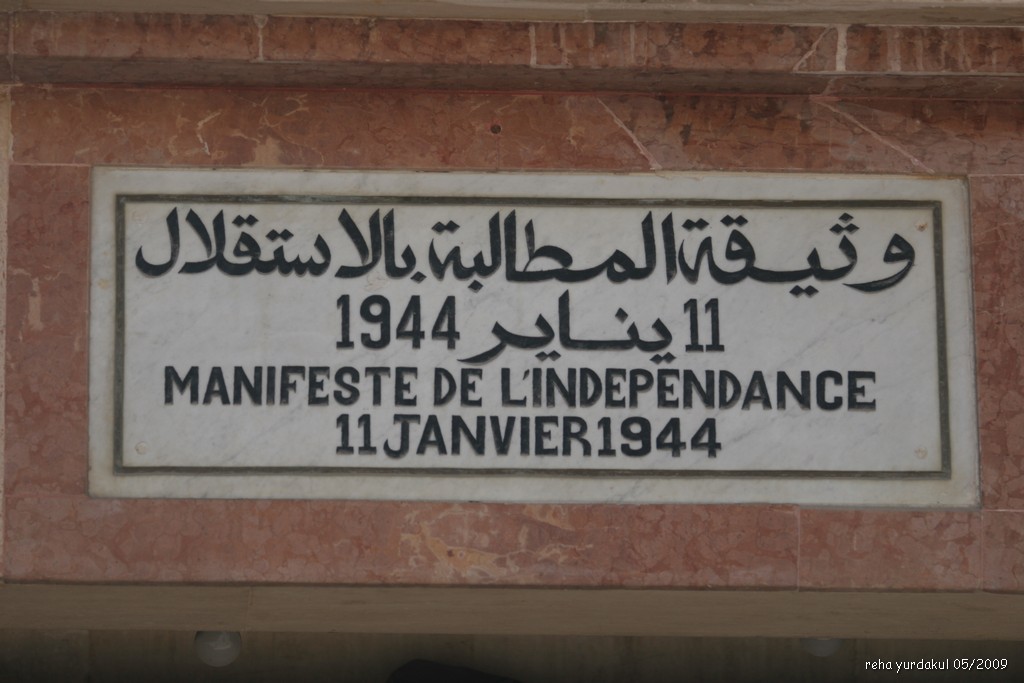 وثيقة المطالبة بالاستقلال
11 يناير 1944
MANIFESTE DE L'INDEPENDANCE
11 JANVIER 1944
reha yurdakul 05/2009